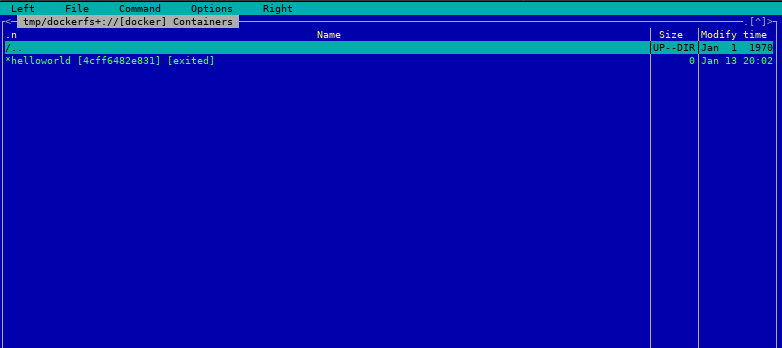 Left File Command Options Right
<─ tmp/dockerfs+://[docker] Containers .[^]>
.n Name Size Modify time
/.. UP--DIR Jan 1 1970
*helloworld [4cff6482e831] [exited] 0 Jan 13 20:02